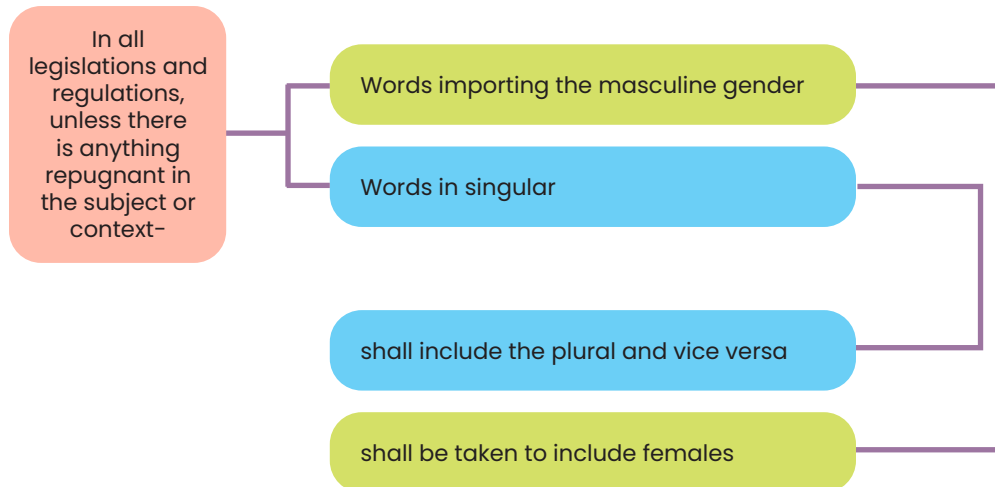 In all
legislations and
regulations,
unless there
is anything
repugnant in
the subject or
context-
Words importing the masculine gender
Words in singular
shall include the plural and vice versa
shall be taken to include females